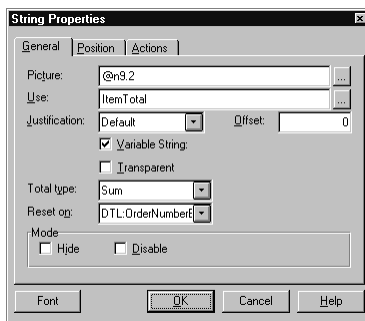 String Properties
General Position Actions
Picture: @n9.2 ...
Use: ItemTotal ...
Justification: Default Offset: 0
Variable String:
Transparent
Total type: Sum
Reset on:
Mode
Hide Disable
Font OK Cancel Help